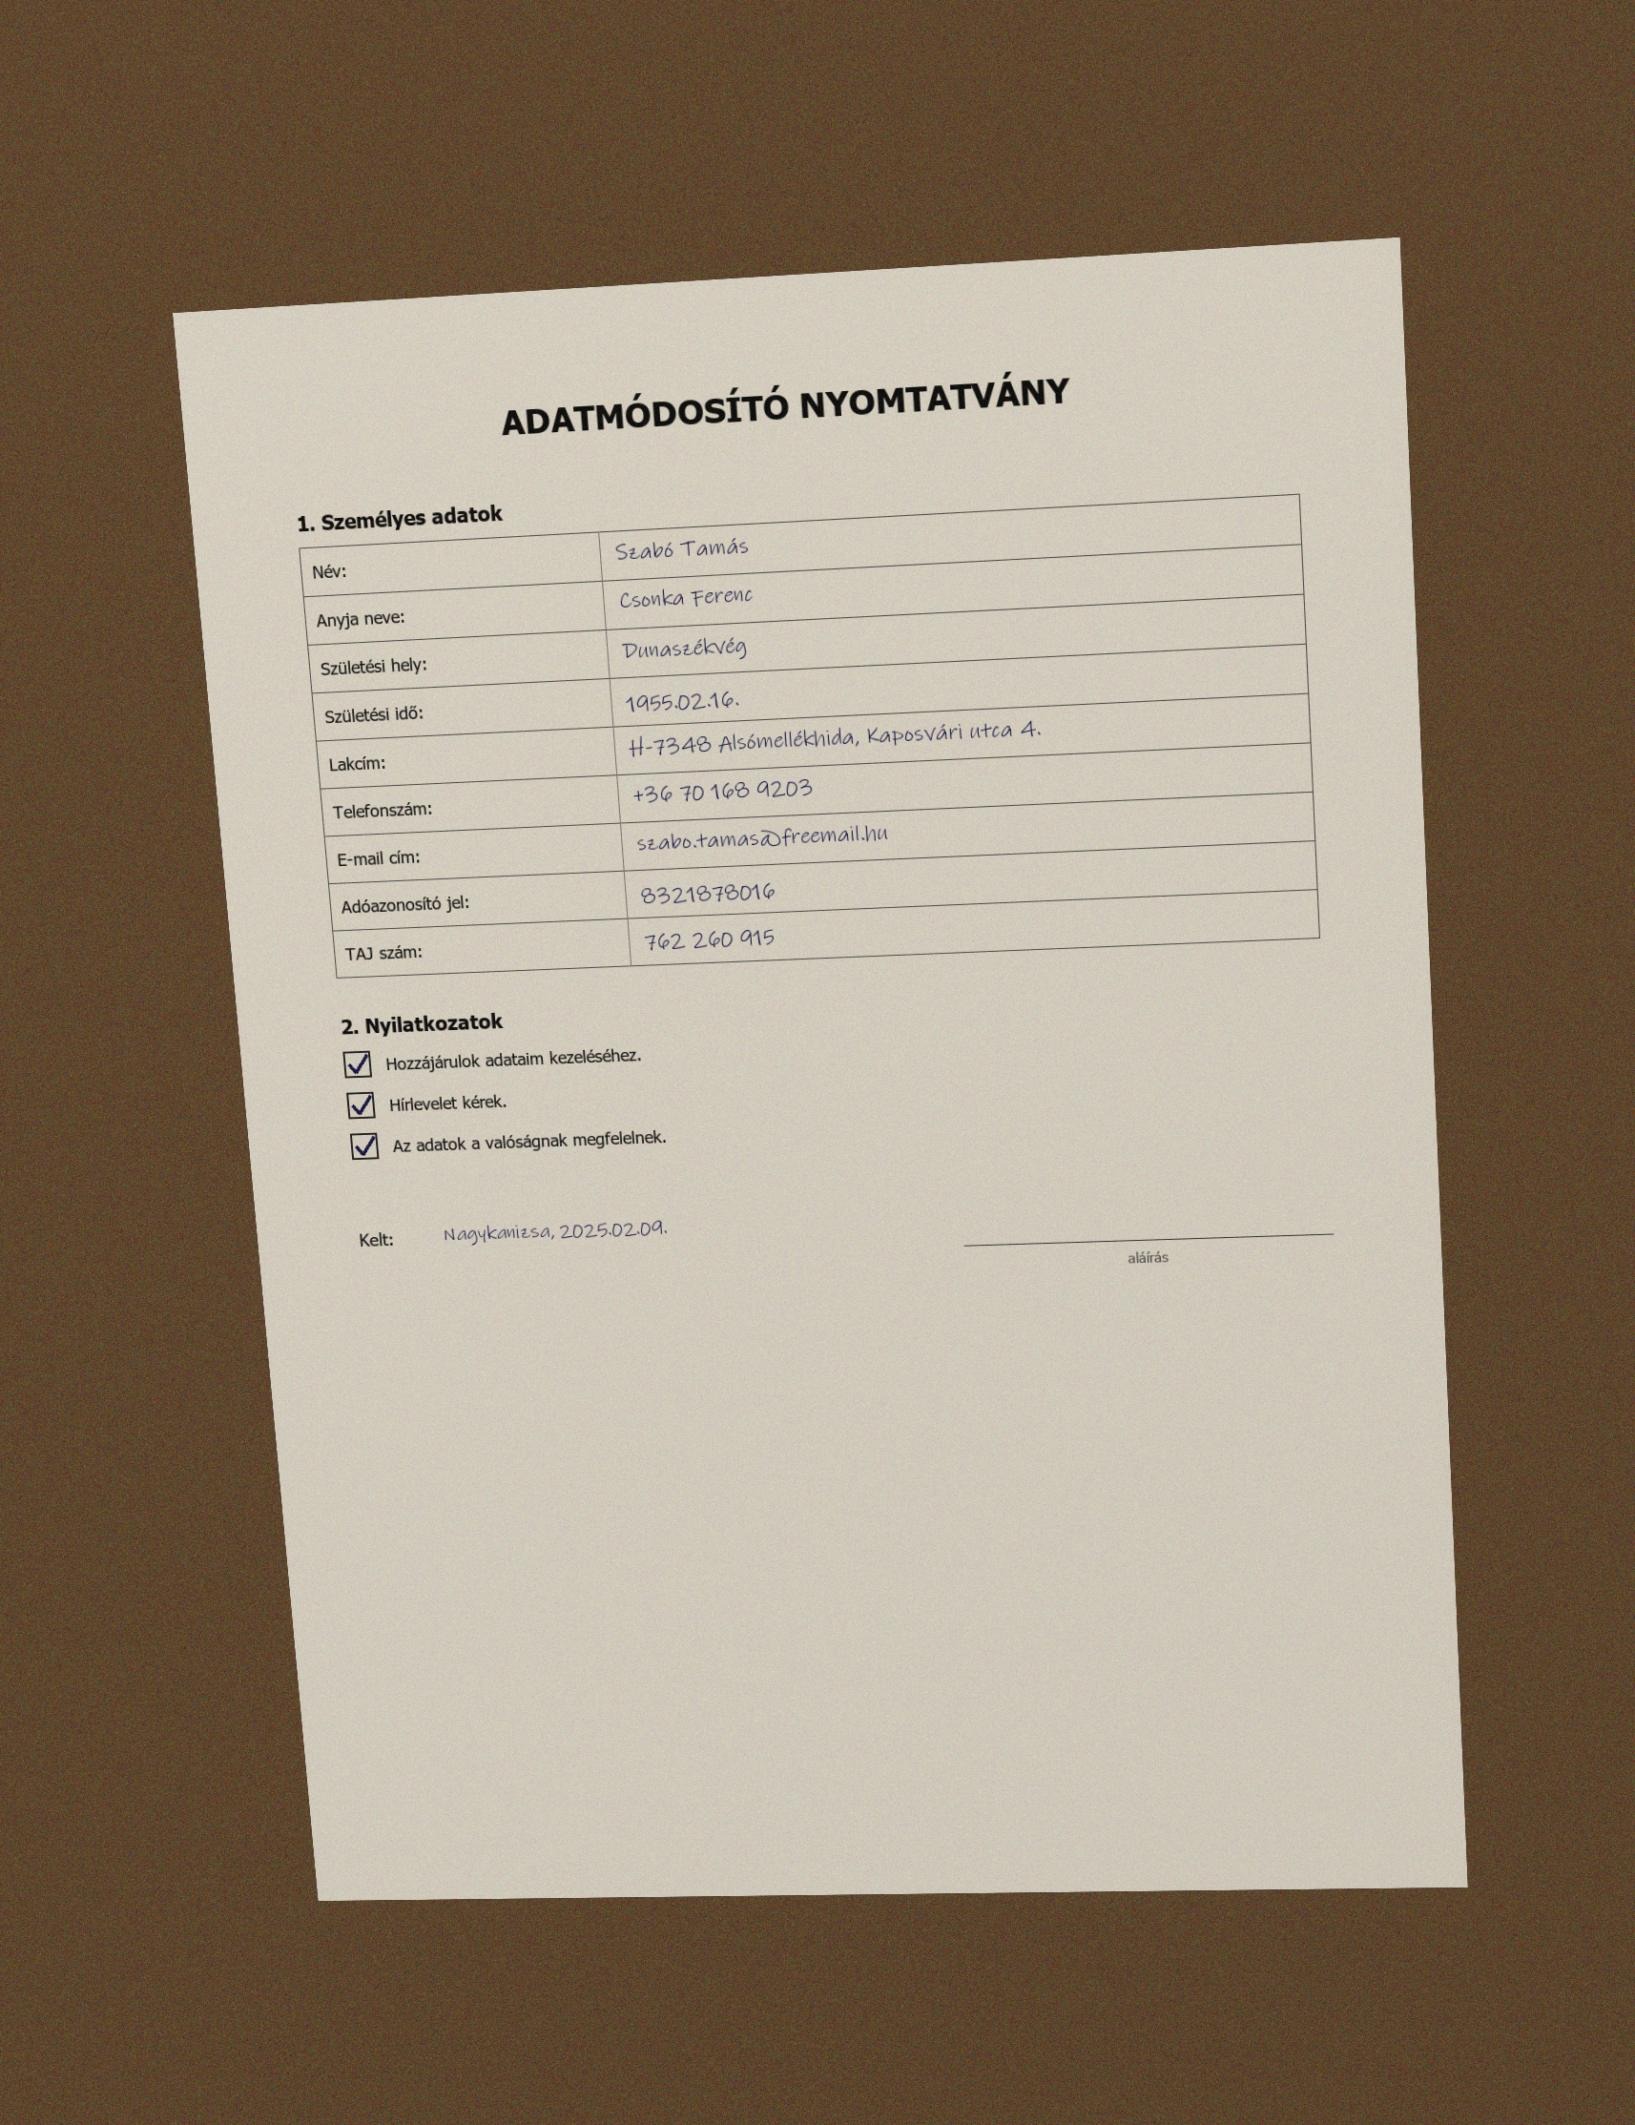 ADATMÓDOSÍTÓ NYOMTATVÁNY
1. Személyes adatok
Név: Szabó Tamás
Anyja neve: Csonka Ferenc
Születési hely: Dunaszékvég
Születési idő: 1955.02.16.
Lakcím: H-7348 Alsómellékhida, Kaposvári utca 4.
Telefonszám: +36 70 168 9203
E-mail cím: szabo.tamas@freemail.hu
Adóazonosító jel: 8321878016
TAJ szám: 762 260 915
2. Nyilatkozatok
Hozzájárulok adataim kezeléséhez.
Hírlevelet kérek.
Az adatok a valóságnak megfelelnek.
Kelt: Nagykanizsa, 2025.02.09.
aláírás